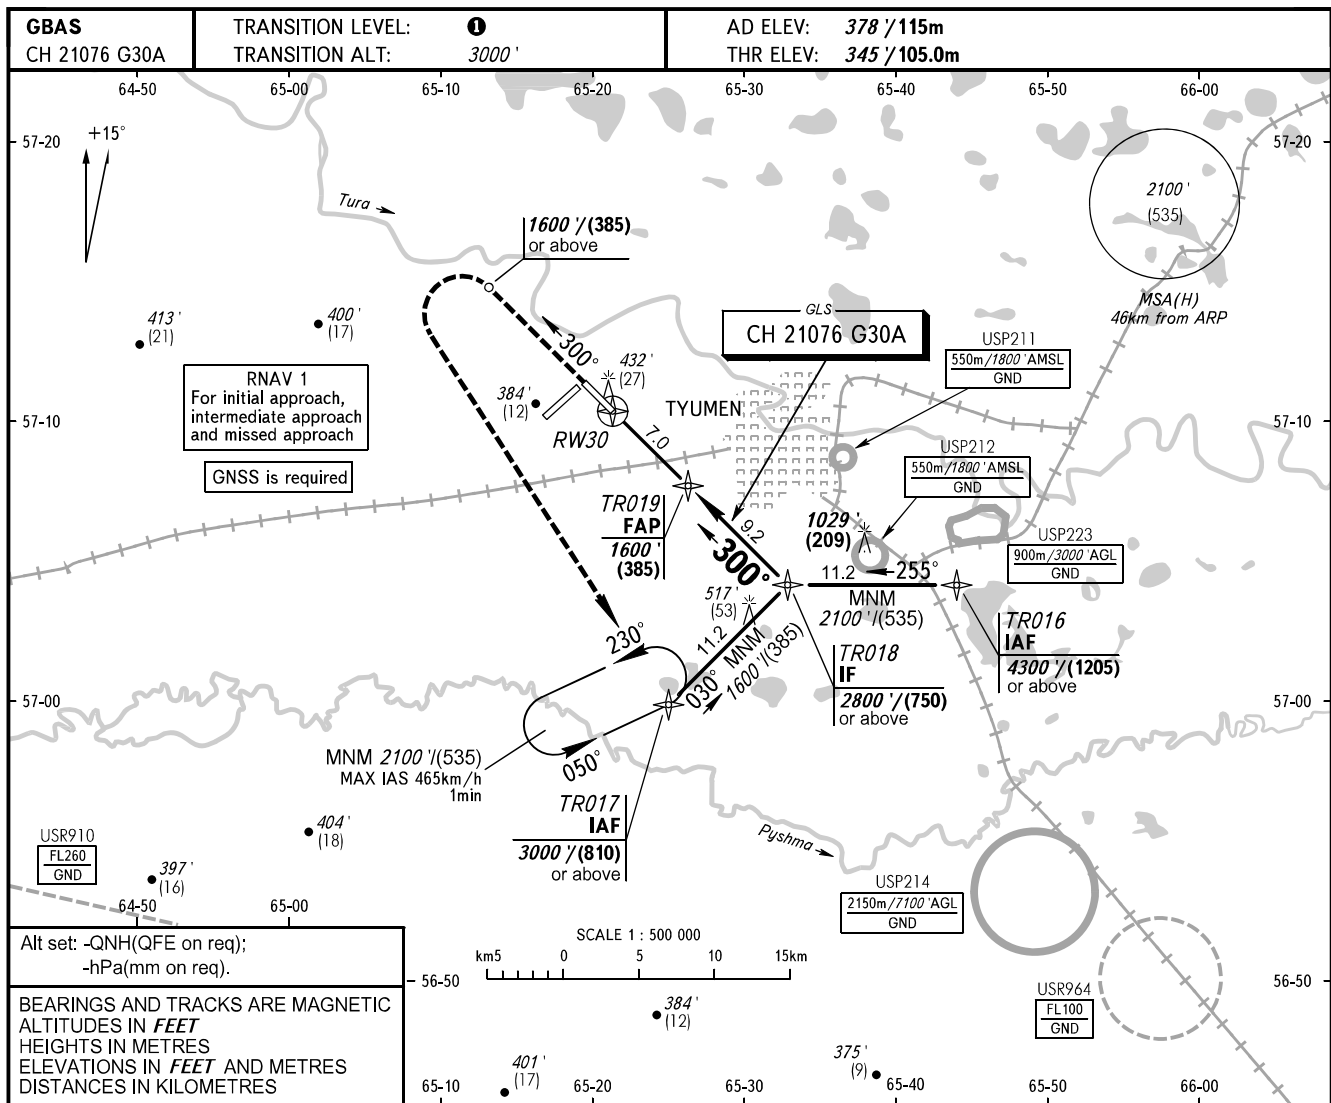 GBAS
CH 21076 G30A
TRANSITION LEVEL: 1
TRANSITION ALT: 3000 '
AD ELEV: 378 '/115m
THR ELEV: 345 '/105.0m
64-50 65-00 65-10 65-20 65-30 65-40 65-50 66-00
57-20 57-20
+15°
Tura
2100 '
(535)
MSA(H)
46km from ARP
1600 '/(385)
or above
413 '
(21)
400 '
(17)
RNAV 1
For initial approach,
intermediate approach
and missed approach
GNSS is required
300°
432 '
(27)
384 '
(12)
RW30
GLS
CH 21076 G30A
TYUMEN
USP211
550m/1800 'AMSL
GND
57-10 57-10
7.0
USP212
550m/1800 'AMSL
GND
TR019
FAP
1600 '
(385)
9.2
300°
1029 '
(209)
USP223
900m/3000 'AGL
GND
11.2
255°
MNM
2100 '/(535)
517 '
(53)
11.2
MNM
1600 '/(385)
030°
TR016
IAF
4300 '/(1205)
or above
TR018
IF
2800 '/(750)
or above
230°
050°
57-00 57-00
MNM 2100 '/(535)
MAX IAS 465km/h
1min
TR017
IAF
3000 '/(810)
or above
Pyshma
404 '
(18)
USR910
FL260
GND
397 '
(16)
USP214
2150m/7100 'AGL
GND
64-50 65-00
Alt set: -QNH(QFE on req);
-hPa(mm on req).
SCALE 1 : 500 000
km5 0 5 10 15km
56-50 56-50
384 '
(12)
USR964
FL100
GND
BEARINGS AND TRACKS ARE MAGNETIC
ALTITUDES IN FEET
HEIGHTS IN METRES
ELEVATIONS IN FEET AND METRES
DISTANCES IN KILOMETRES
401 '
(17)
375 '
(9)
65-10 65-20 65-30 65-40 65-50 66-00